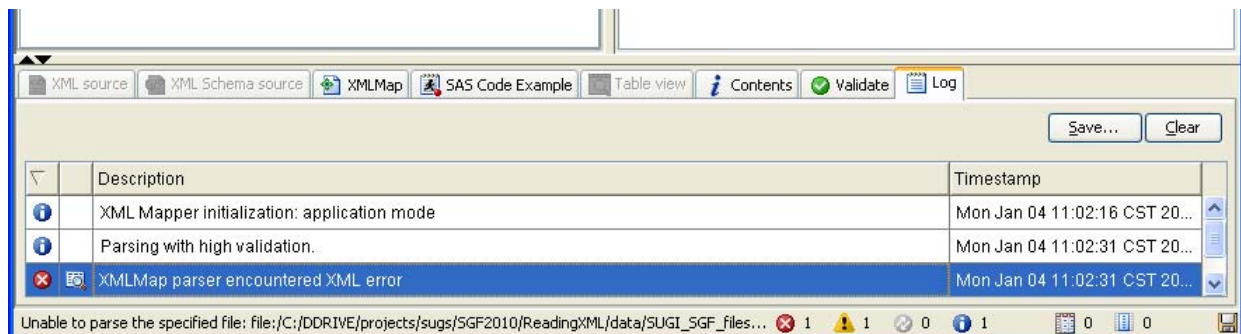 XML source XML Schema source XMLMap SAS Code Example Table view Contents Validate Log
Save... Clear
Description Timestamp
XML Mapper initialization: application mode Mon Jan 04 11:02:16 CST 20...
Parsing with high validation. Mon Jan 04 11:02:31 CST 20...
XMLMap parser encountered XML error Mon Jan 04 11:02:31 CST 20...
Unable to parse the specified file: file:/C:/DDRIVE/projects/sugs/SGF2010/ReadingXML/data/SUGI_SGF_files... 1 1 0 1 0 0